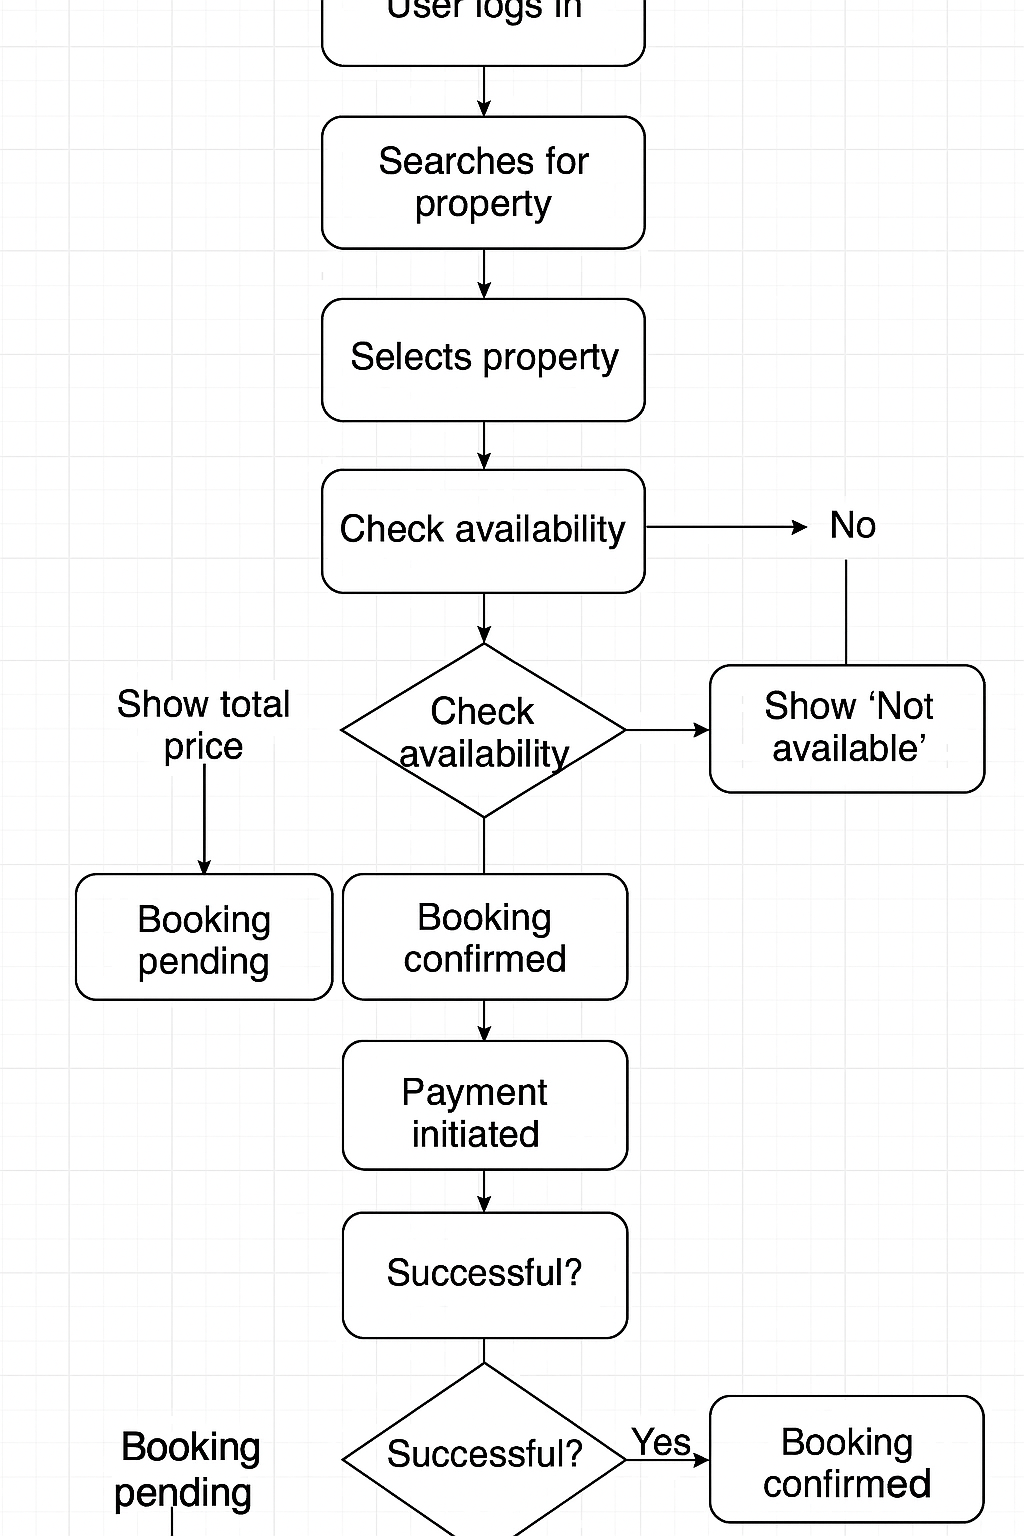 User logs in
Searches for
property
Selects property
Check availability
No
Check
availability
Show total
price
Show ‘Not
available’
Booking
pending
Booking
confirmed
Payment
initiated
Successful?
Successful?
Yes
Booking
confirmed
Booking
pending